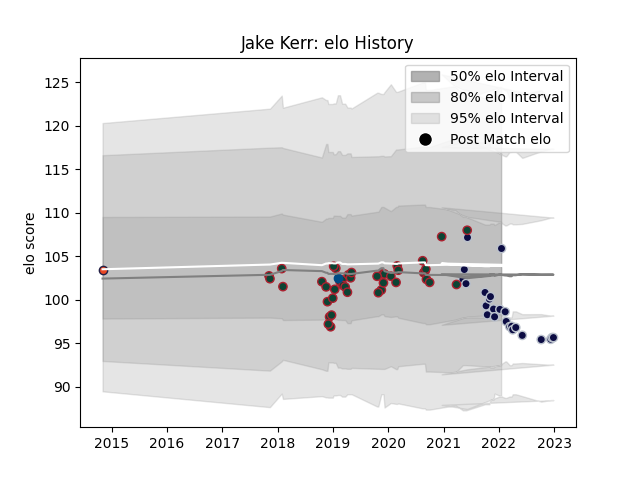 Jake Kerr: elo History
125
120
115
110
105
100
95
90
elo score
50% elo Interval
80% elo Interval
95% elo Interval
Post Match elo
2015 2016 2017 2018 2019 2020 2021 2022 2023